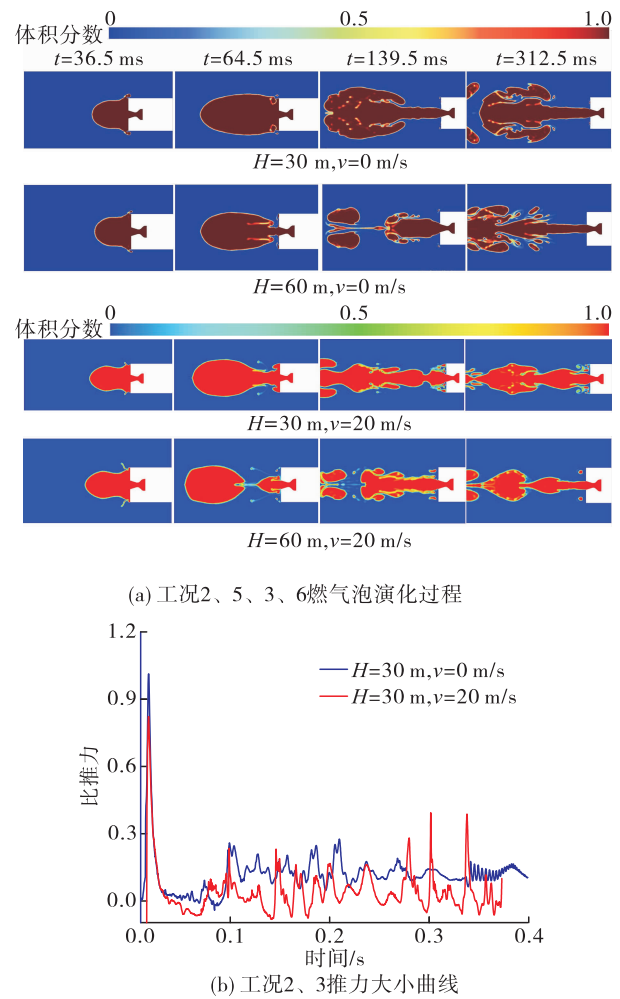 体积分数 0 0.5 1.0
t=36.5 ms t=64.5 ms t=139.5 ms t=312.5 ms
H=30 m,v=0 m/s
H=60 m,v=0 m/s
体积分数 0 0.5 1.0
H=30 m,v=20 m/s
H=60 m,v=20 m/s
(a) 工况2、5、3、6燃气泡演化过程
1.2
0.9
0.6
0.3
0.0
比推力
H=30 m,v=0 m/s
H=30 m,v=20 m/s
0.0 0.1 0.2 0.3 0.4
时间/s
(b) 工况2、3推力大小曲线